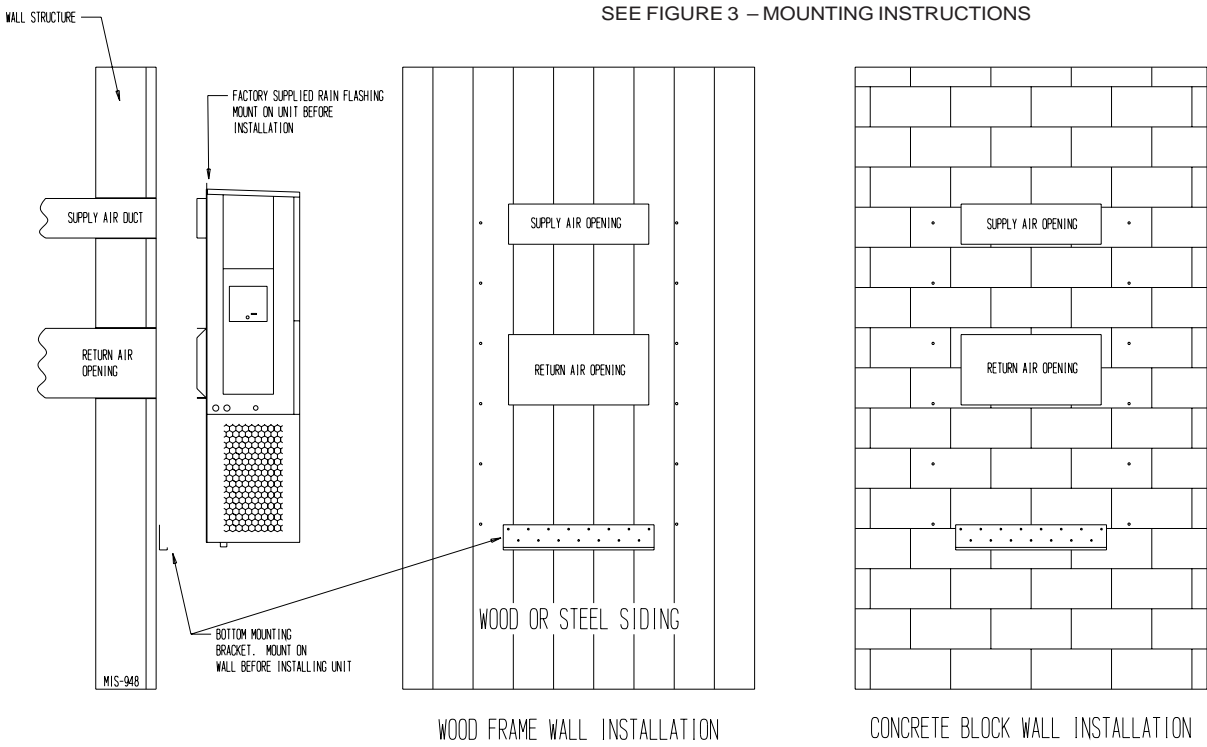 SEE FIGURE 3 – MOUNTING INSTRUCTIONS
WALL STRUCTURE
FACTORY SUPPLIED RAIN FLASHING
MOUNT ON UNIT BEFORE
INSTALLATION
SUPPLY AIR DUCT
RETURN AIR
OPENING
BOTTOM MOUNTING
BRACKET. MOUNT ON
WALL BEFORE INSTALLING UNIT
MIS-948
SUPPLY AIR OPENING
RETURN AIR OPENING
WOOD OR STEEL SIDING
WOOD FRAME WALL INSTALLATION
SUPPLY AIR OPENING
RETURN AIR OPENING
CONCRETE BLOCK WALL INSTALLATION